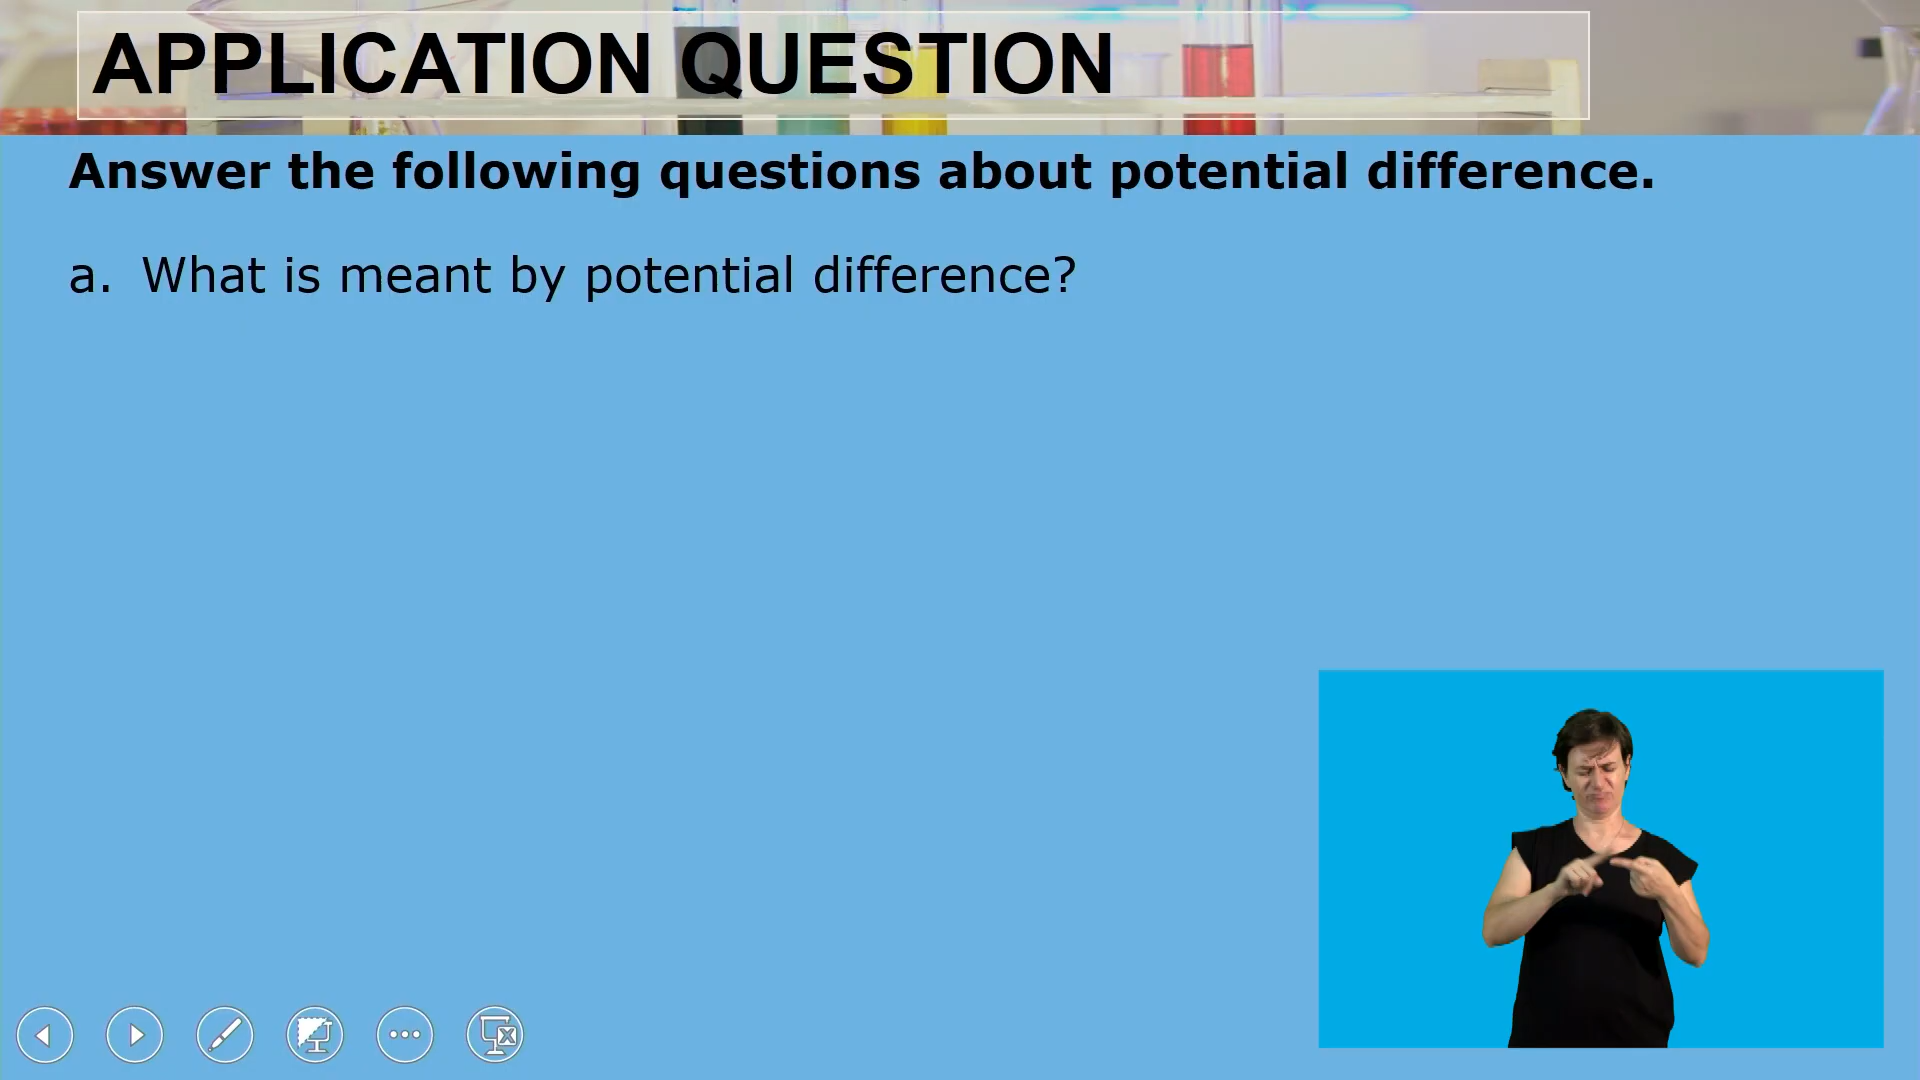 APPLICATION QUESTION
Answer the following questions about potential difference.
a. What is meant by potential difference?